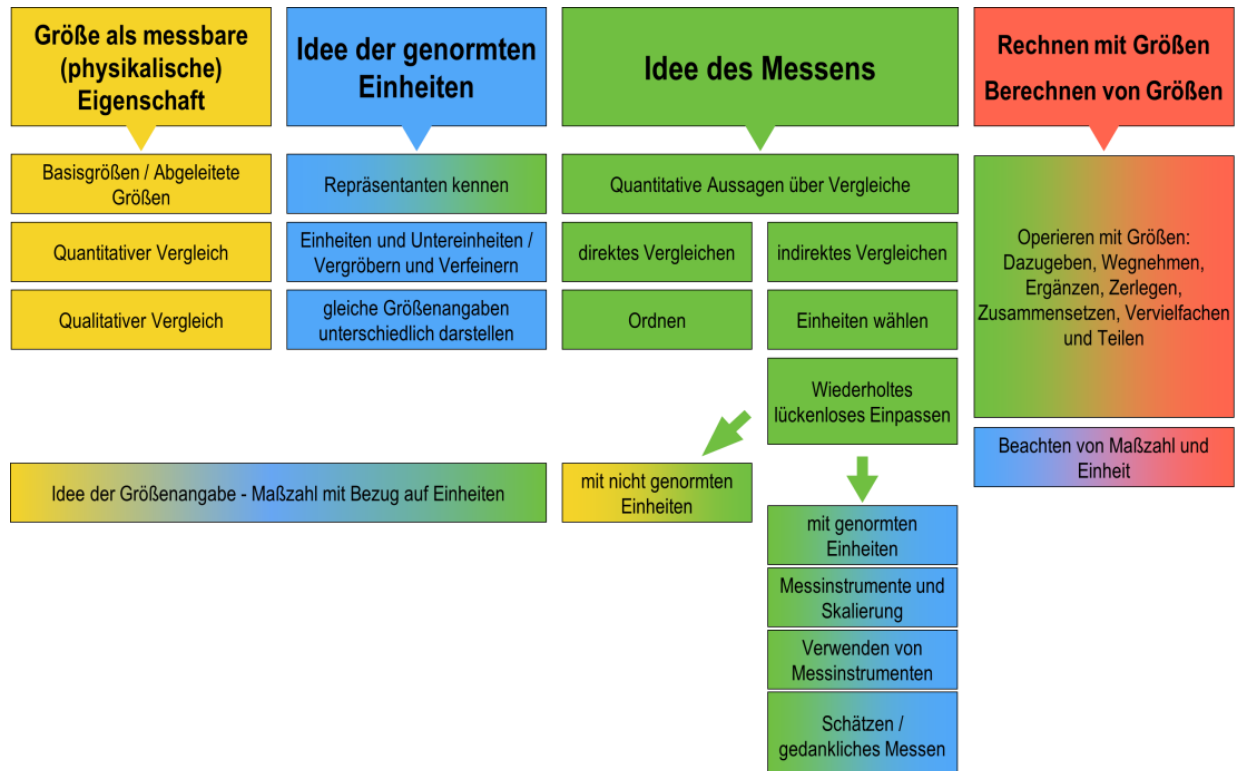 Größe als messbare
(physikalische)
Eigenschaft
Idee der genormten
Einheiten
Idee des Messens
Rechnen mit Größen
Berechnen von Größen
Basisgrößen / Abgeleitete
Größen
Quantitativer Vergleich
Qualitativer Vergleich
Repräsentanten kennen
Einheiten und Untereinheiten /
Vergröbern und Verfeinern
gleiche Größenangaben
unterschiedlich darstellen
Idee der Größenangabe - Maßzahl mit Bezug auf Einheiten
Quantitative Aussagen über Vergleiche
direktes Vergleichen
Ordnen
indirektes Vergleichen
Einheiten wählen
Wiederholtes
lückenloses Einpassen
mit nicht genormten
Einheiten
mit genormten
Einheiten
Messinstrumente und
Skalierung
Verwenden von
Messinstrumenten
Schätzen /
gedankliches Messen
Operieren mit Größen:
Dazugeben, Wegnehmen,
Ergänzen, Zerlegen,
Zusammensetzen, Vervielfachen
und Teilen
Beachten von Maßzahl und
Einheit